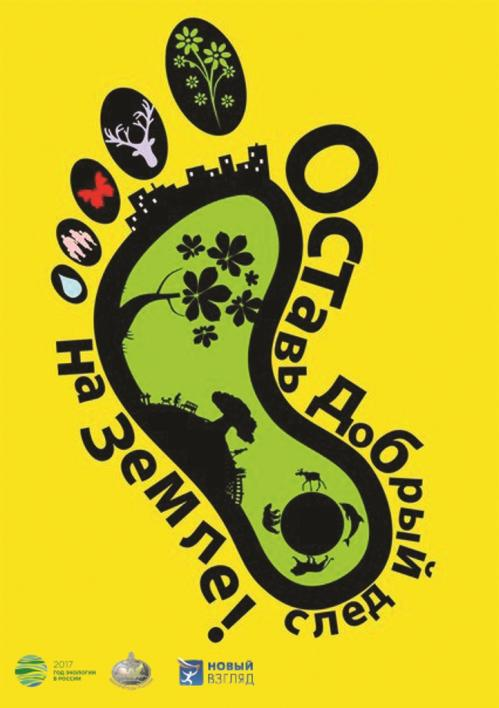 Оставь Добрый
след
на Земле!
2017
ГОД ЭКОЛОГИИ
В РОССИИ
НОВЫЙ
ВЗГЛЯД